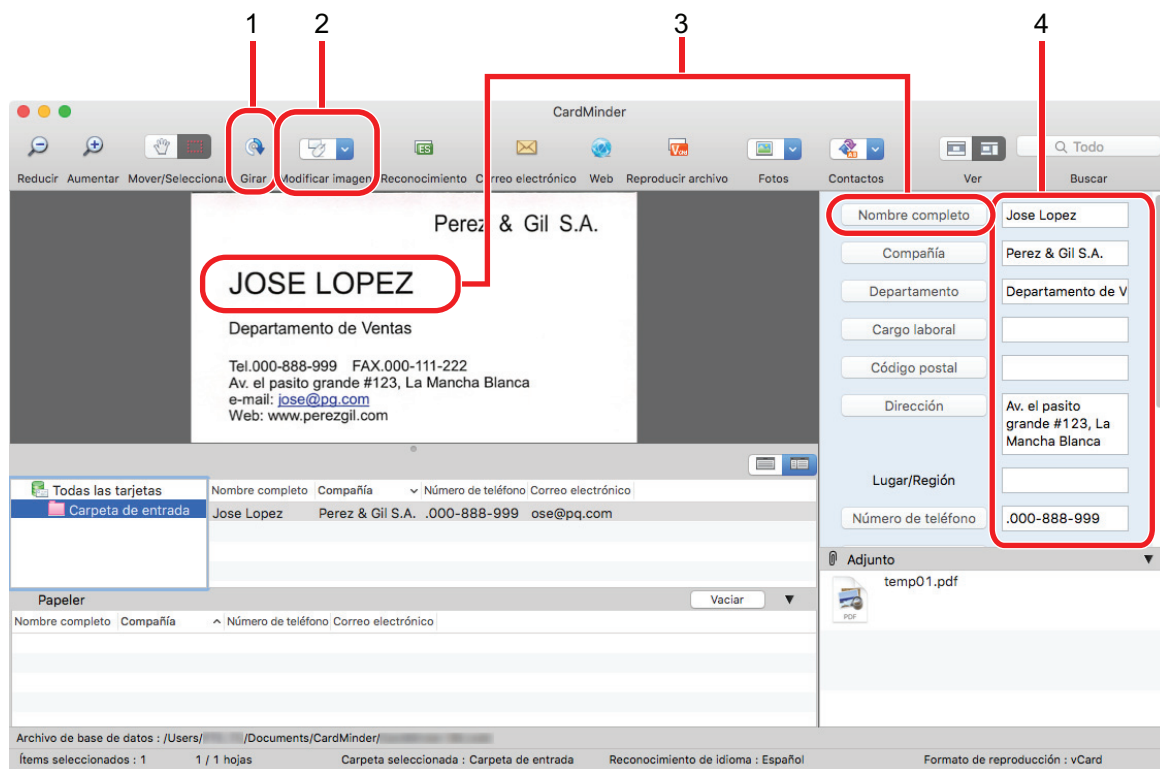 1 2 3 4
CardMinder
ES VCARD
Todo
Reducir Aumentar Mover/Seleccionar Girar Modificar imagen Reconocimiento Correo electrónico Web Reproducir archivo Fotos Contactos Ver Buscar
Perez & Gil S.A.
JOSE LOPEZ
Departamento de Ventas
Tel.000-888-999 FAX.000-111-222
Av. el pasito grande #123, La Mancha Blanca
e-mail: jose@pg.com
Web: www.perezgil.com
Nombre completo Jose Lopez
Compañía Perez & Gil S.A.
Departamento Departamento de V
Cargo laboral
Código postal
Dirección Av. el pasito
grande #123, La
Mancha Blanca
Lugar/Región
Número de teléfono .000-888-999
Todas las tarjetas
Carpeta de entrada
Nombre completo Compañía Número de teléfono Correo electrónico
Jose Lopez Perez & Gil S.A. .000-888-999 ose@pq.com
Adjunto
temp01.pdf
PDF
Papeler Vaciar
Nombre completo Compañía Número de teléfono Correo electrónico
Archivo de base de datos : /Users/ /Documents/CardMinder/
Ítems seleccionados : 1 1 / 1 hojas Carpeta seleccionada : Carpeta de entrada Reconocimiento de idioma : Español Formato de reproducción : vCard